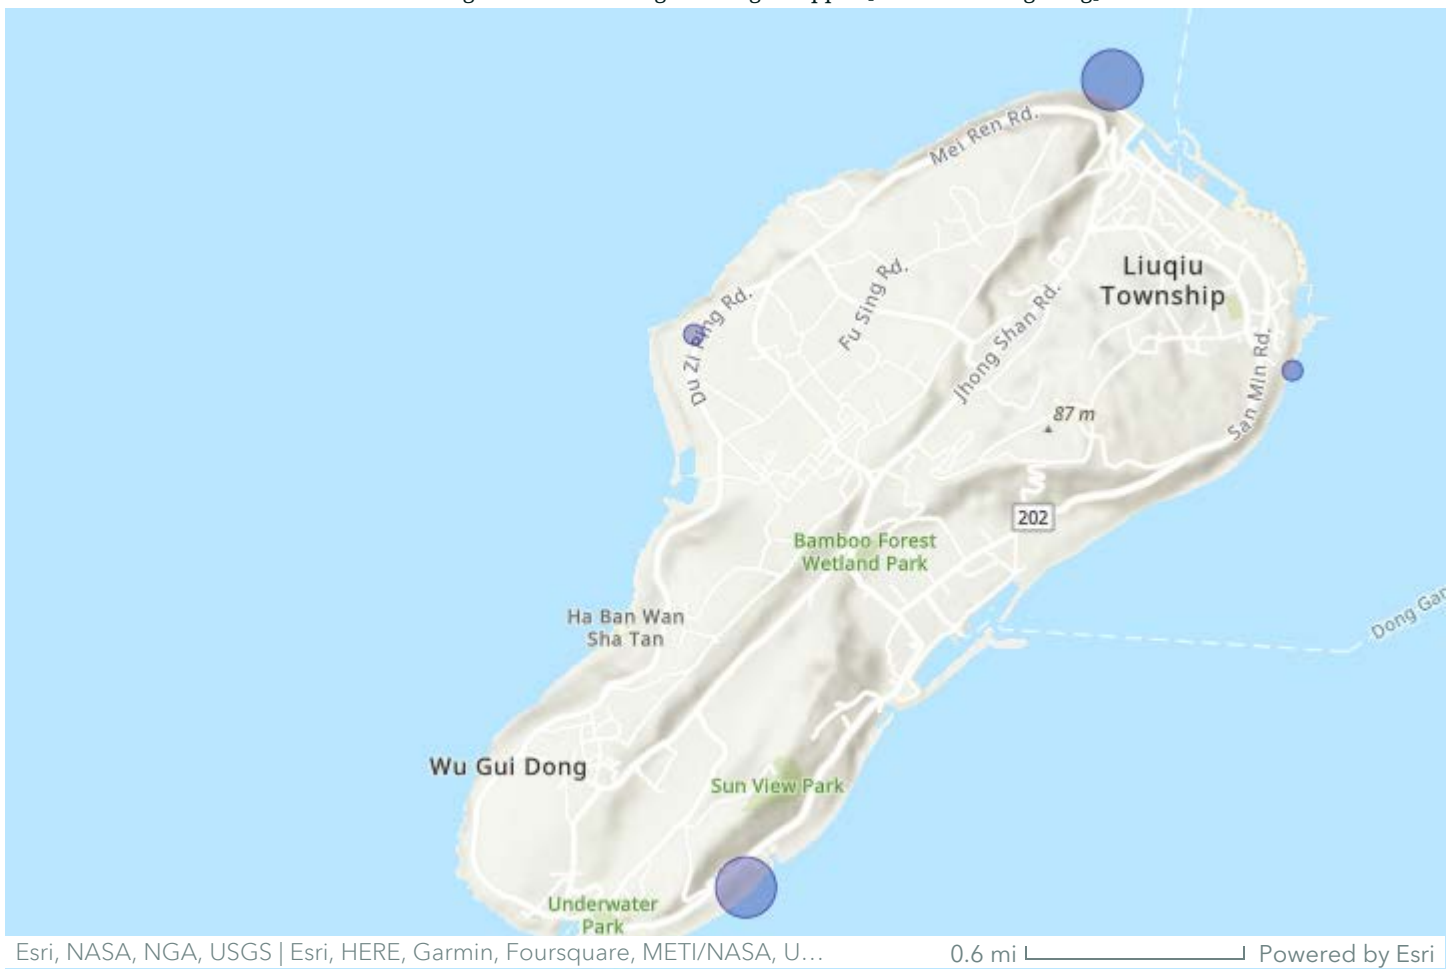 Mei Ren Rd.
Liuqiu
Township
Fu Sing Rd.
Du Zi Ping Rd.
Jhong Shan Rd.
San Min Rd.
87 m
202
Bamboo Forest
Wetland Park
Ha Ban Wan
Sha Tan
Dong Gan
Wu Gui Dong
Sun View Park
Underwater
Park
Esri, NASA, NGA, USGS | Esri, HERE, Garmin, Foursquare, METI/NASA, U...
0.6 mi
Powered by Esri